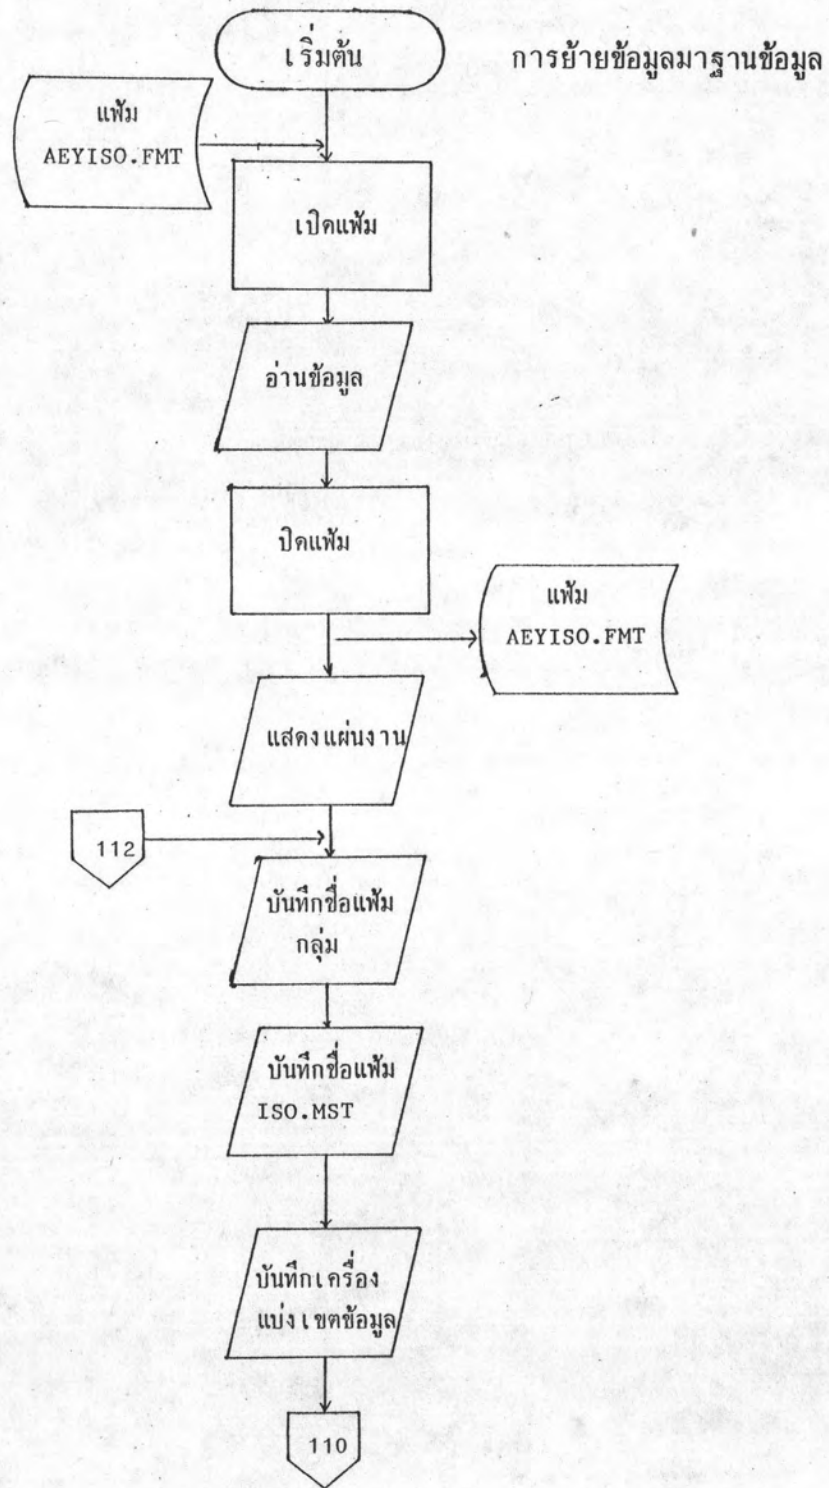 เริ่มต้น
การย้ายข้อมูลมาฐานข้อมูล
แฟ้ม
AEYISO.FMT
เปิดแฟ้ม
อ่านข้อมูล
ปิดแฟ้ม
แฟ้ม
AEYISO.FMT
แสดงแผ่นงาน
112
บันทึกชื่อแฟ้ม
กลุ่ม
บันทึกชื่อแฟ้ม
ISO.MST
บันทึกเครื่อง
แบ่งเขตข้อมูล
110